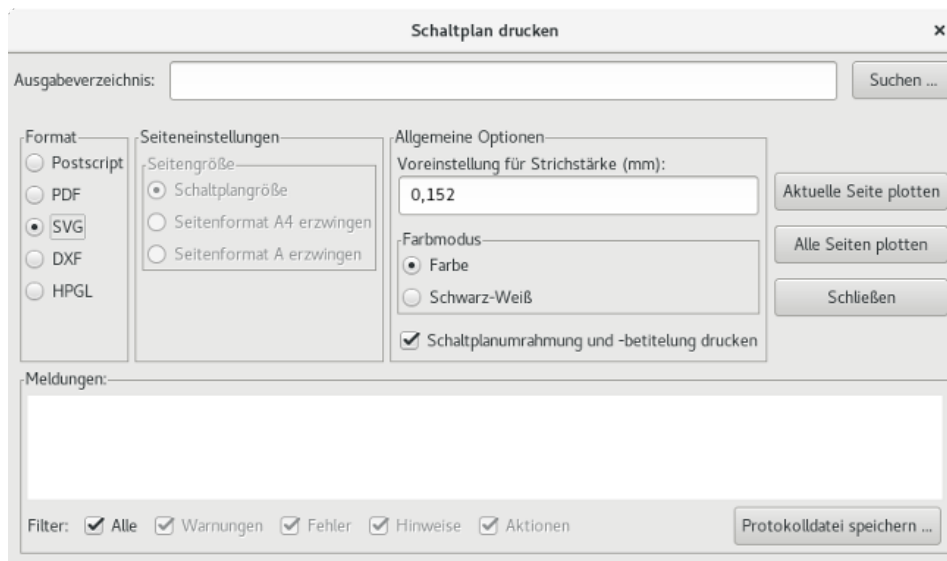 Schaltplan drucken
Ausgabeverzeichnis:
Suchen ...
Format
Postscript
PDF
SVG
DXF
HPGL
Seiteneinstellungen
Seitengröße
Schaltplangröße
Seitenformat A4 erzwingen
Seitenformat A erzwingen
Allgemeine Optionen
Voreinstellung für Strichstärke (mm):
0,152
Farbmodus
Farbe
Schwarz-Weiß
Schaltplanumrahmung und -betitelung drucken
Aktuelle Seite plotten
Alle Seiten plotten
Schließen
Meldungen:
Filter: Alle Warnungen Fehler Hinweise Aktionen
Protokolldatei speichern ...